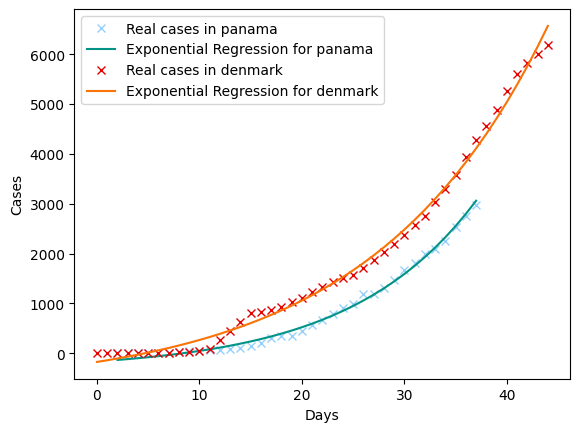 Real cases in panama
Exponential Regression for panama
Real cases in denmark
Exponential Regression for denmark
6000
5000
4000
3000
2000
1000
0
Cases
0 10 20 30 40
Days